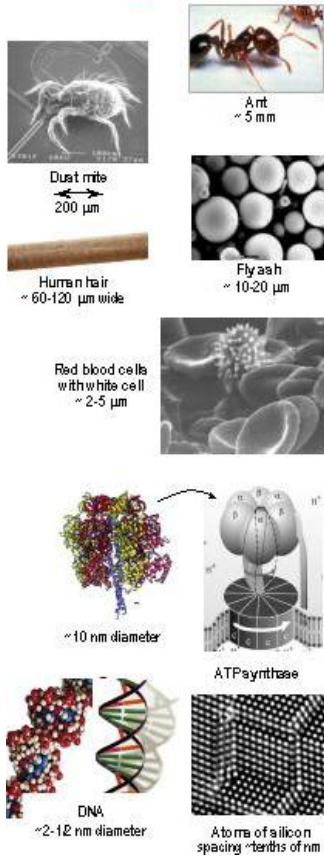 Ant
~ 5 mm
Dust mite
200 µm
Human hair
~ 60-120 µm wide
Fly ash
~ 10-20 µm
Red blood cells
with white cell
~ 2-5 µm
~10 nm diameter
ATP synthase
DNA
~2-1/2 nm diameter
Atoms of silicon
spacing ~tenths of nm